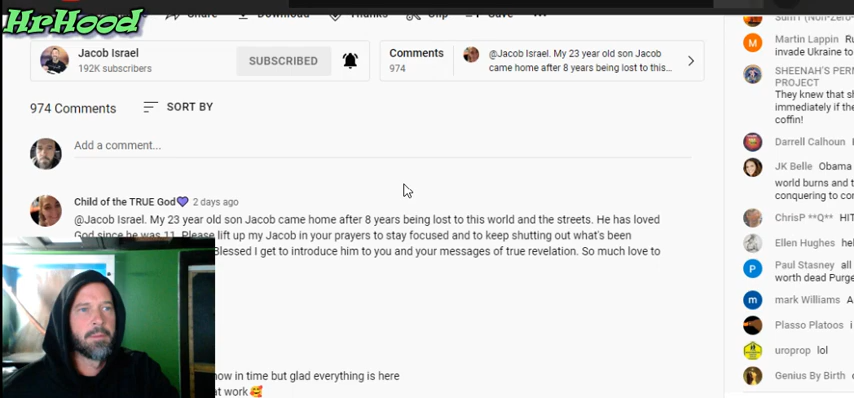 HrHood
Share Download Thanks Clip Save
Jacob Israel
192K subscribers
SUBSCRIBED
Comments
974
@Jacob Israel. My 23 year old son Jacob
came home after 8 years being lost to this...
974 Comments
SORT BY
Add a comment...
Child of the TRUE God💜 2 days ago
@Jacob Israel. My 23 year old son Jacob came home after 8 years being lost to this world and the streets. He has loved
God since he was 11. Please lift up my Jacob in your prayers to stay focused and to keep shutting out what's been
Blessed I get to introduce him to you and your messages of true revelation. So much love to
now in time but glad everything is here
at work🥰
Martin Lappin
invade Ukraine to
SHEENAH'S
PROJECT
They knew that
immediately if the
coffin!
Darrell Calhoun
JK Belle Obama
world burns and t
conquering to
ChrisP **Q** HIT
Ellen Hughes
Paul Stasney all
worth dead Purge
mark Williams A
Plasso Platoos i
uroprop lol
Genius By Birth